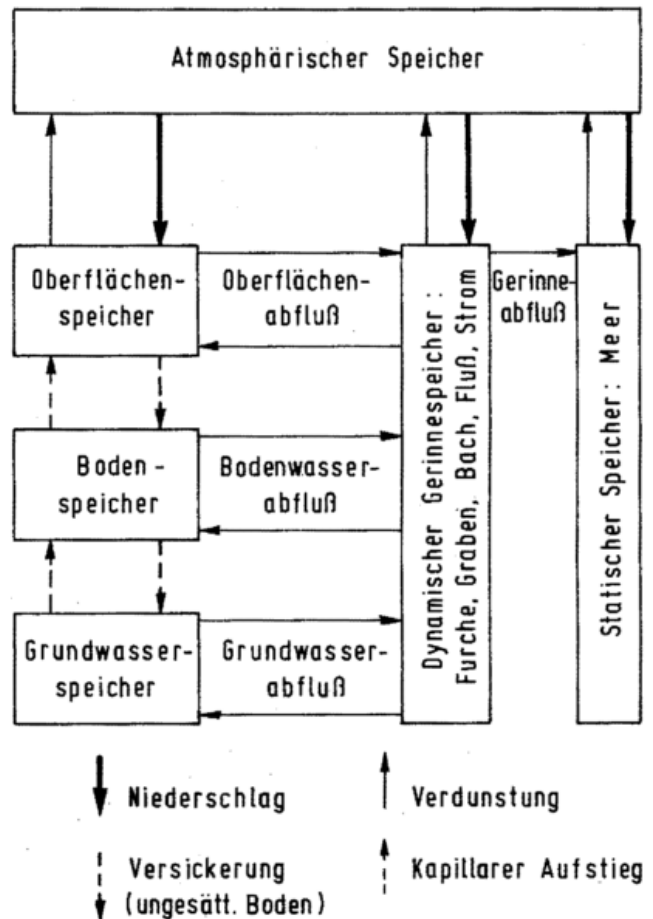 Atmosphärischer Speicher
Oberflächen-
speicher
Oberflächen-
abfluß
Gerinne-
abfluß
Boden-
speicher
Bodenwasser-
abfluß
Grundwasser-
speicher
Grundwasser-
abfluß
Dynamischer Gerinnespeicher:
Furche, Graben, Bach, Fluß, Strom
Statischer Speicher: Meer
Niederschlag
Verdunstung
Versickerung
(ungesätt. Boden)
Kapillarer Aufstieg